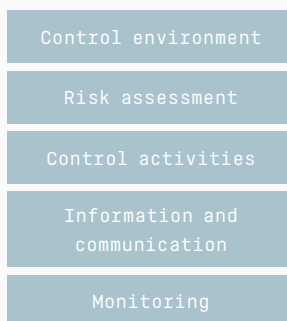 Control environment
Risk assessment
Control activities
Information and
communication
Monitoring